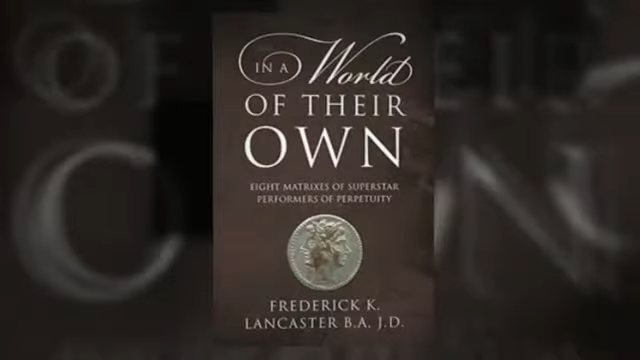 IN A World
OF THEIR
OWN
EIGHT MATRIXES OF SUPERSTAR
PERFORMERS OF PERPETUITY
FREDERICK K.
LANCASTER B.A, J.D.